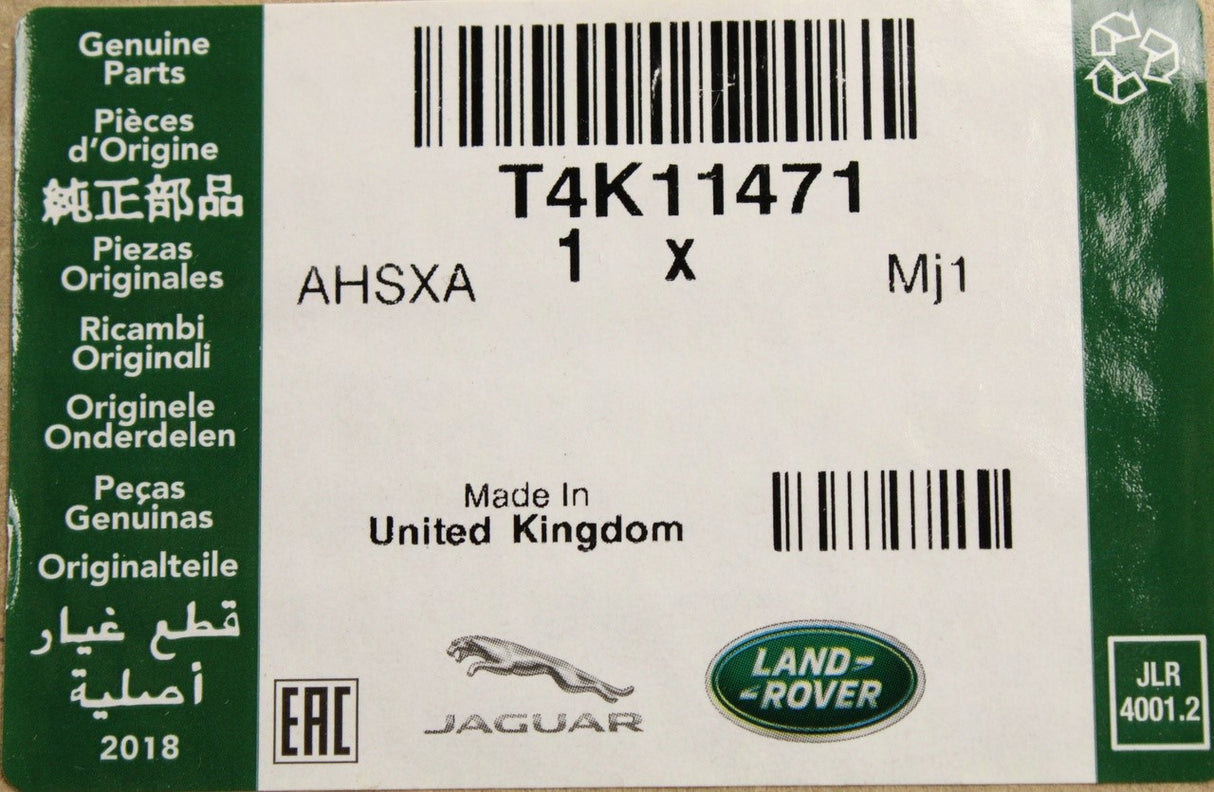 Genuine
Parts
Pièces
d'Origine
純正部品
Piezas
Originales
Ricambi
Originali
Originele
Onderdelen
Peças
Genuinas
Originalteile
قطع غيار
أصلية
2018
T4K11471
1 x
AHSXA
Mj1
Made In
United Kingdom
EAC
JAGUAR
LAND-
-ROVER
JLR
4001.2